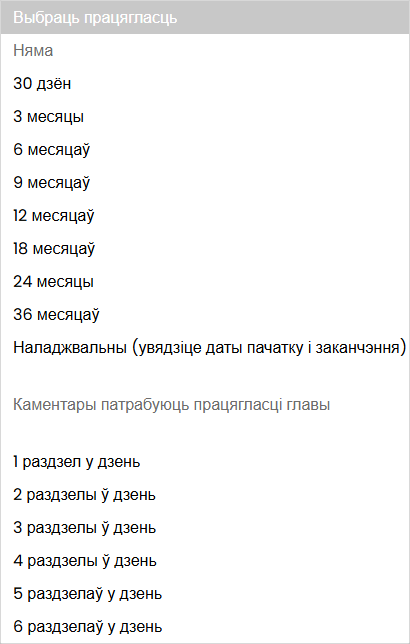 Выбраць працягласць
Няма
30 дзён
3 месяцы
6 месяцаў
9 месяцаў
12 месяцаў
18 месяцаў
24 месяцы
36 месяцаў
Наладжвальны (увядзіце даты пачатку і заканчэння)
Каментары патрабуюць працягласці главы
1 раздзел у дзень
2 раздзелы ў дзень
3 раздзелы ў дзень
4 раздзелы ў дзень
5 раздзелаў у дзень
6 раздзелаў у дзень